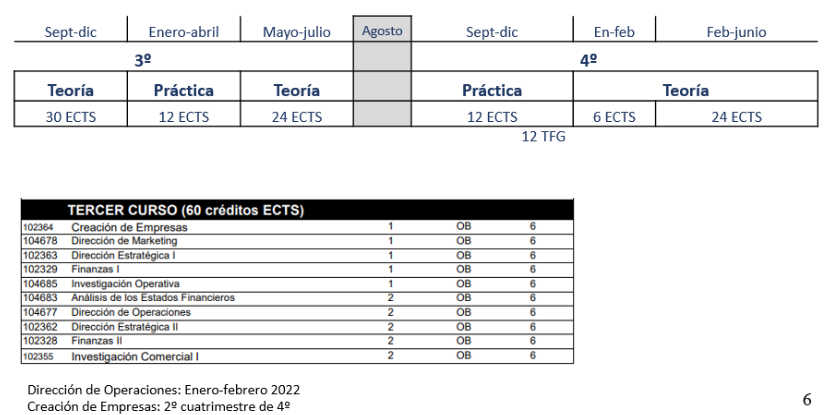 Sept-dic Enero-abril Mayo-julio Agosto Sept-dic En-feb Feb-junio
3º 4º
Teoría Práctica Teoría Práctica Teoría
30 ECTS 12 ECTS 24 ECTS 12 ECTS 6 ECTS 24 ECTS
12 TFG
TERCER CURSO (60 créditos ECTS)
102364 Creación de Empresas 1 OB 6
104678 Dirección de Marketing 1 OB 6
102363 Dirección Estratégica I 1 OB 6
102329 Finanzas I 1 OB 6
104685 Investigación Operativa 1 OB 6
104683 Análisis de los Estados Financieros 2 OB 6
104677 Dirección de Operaciones 2 OB 6
102362 Dirección Estratégica II 2 OB 6
102328 Finanzas II 2 OB 6
102355 Investigación Comercial I 2 OB 6
Dirección de Operaciones: Enero-febrero 2022
Creación de Empresas: 2º cuatrimestre de 4º
6